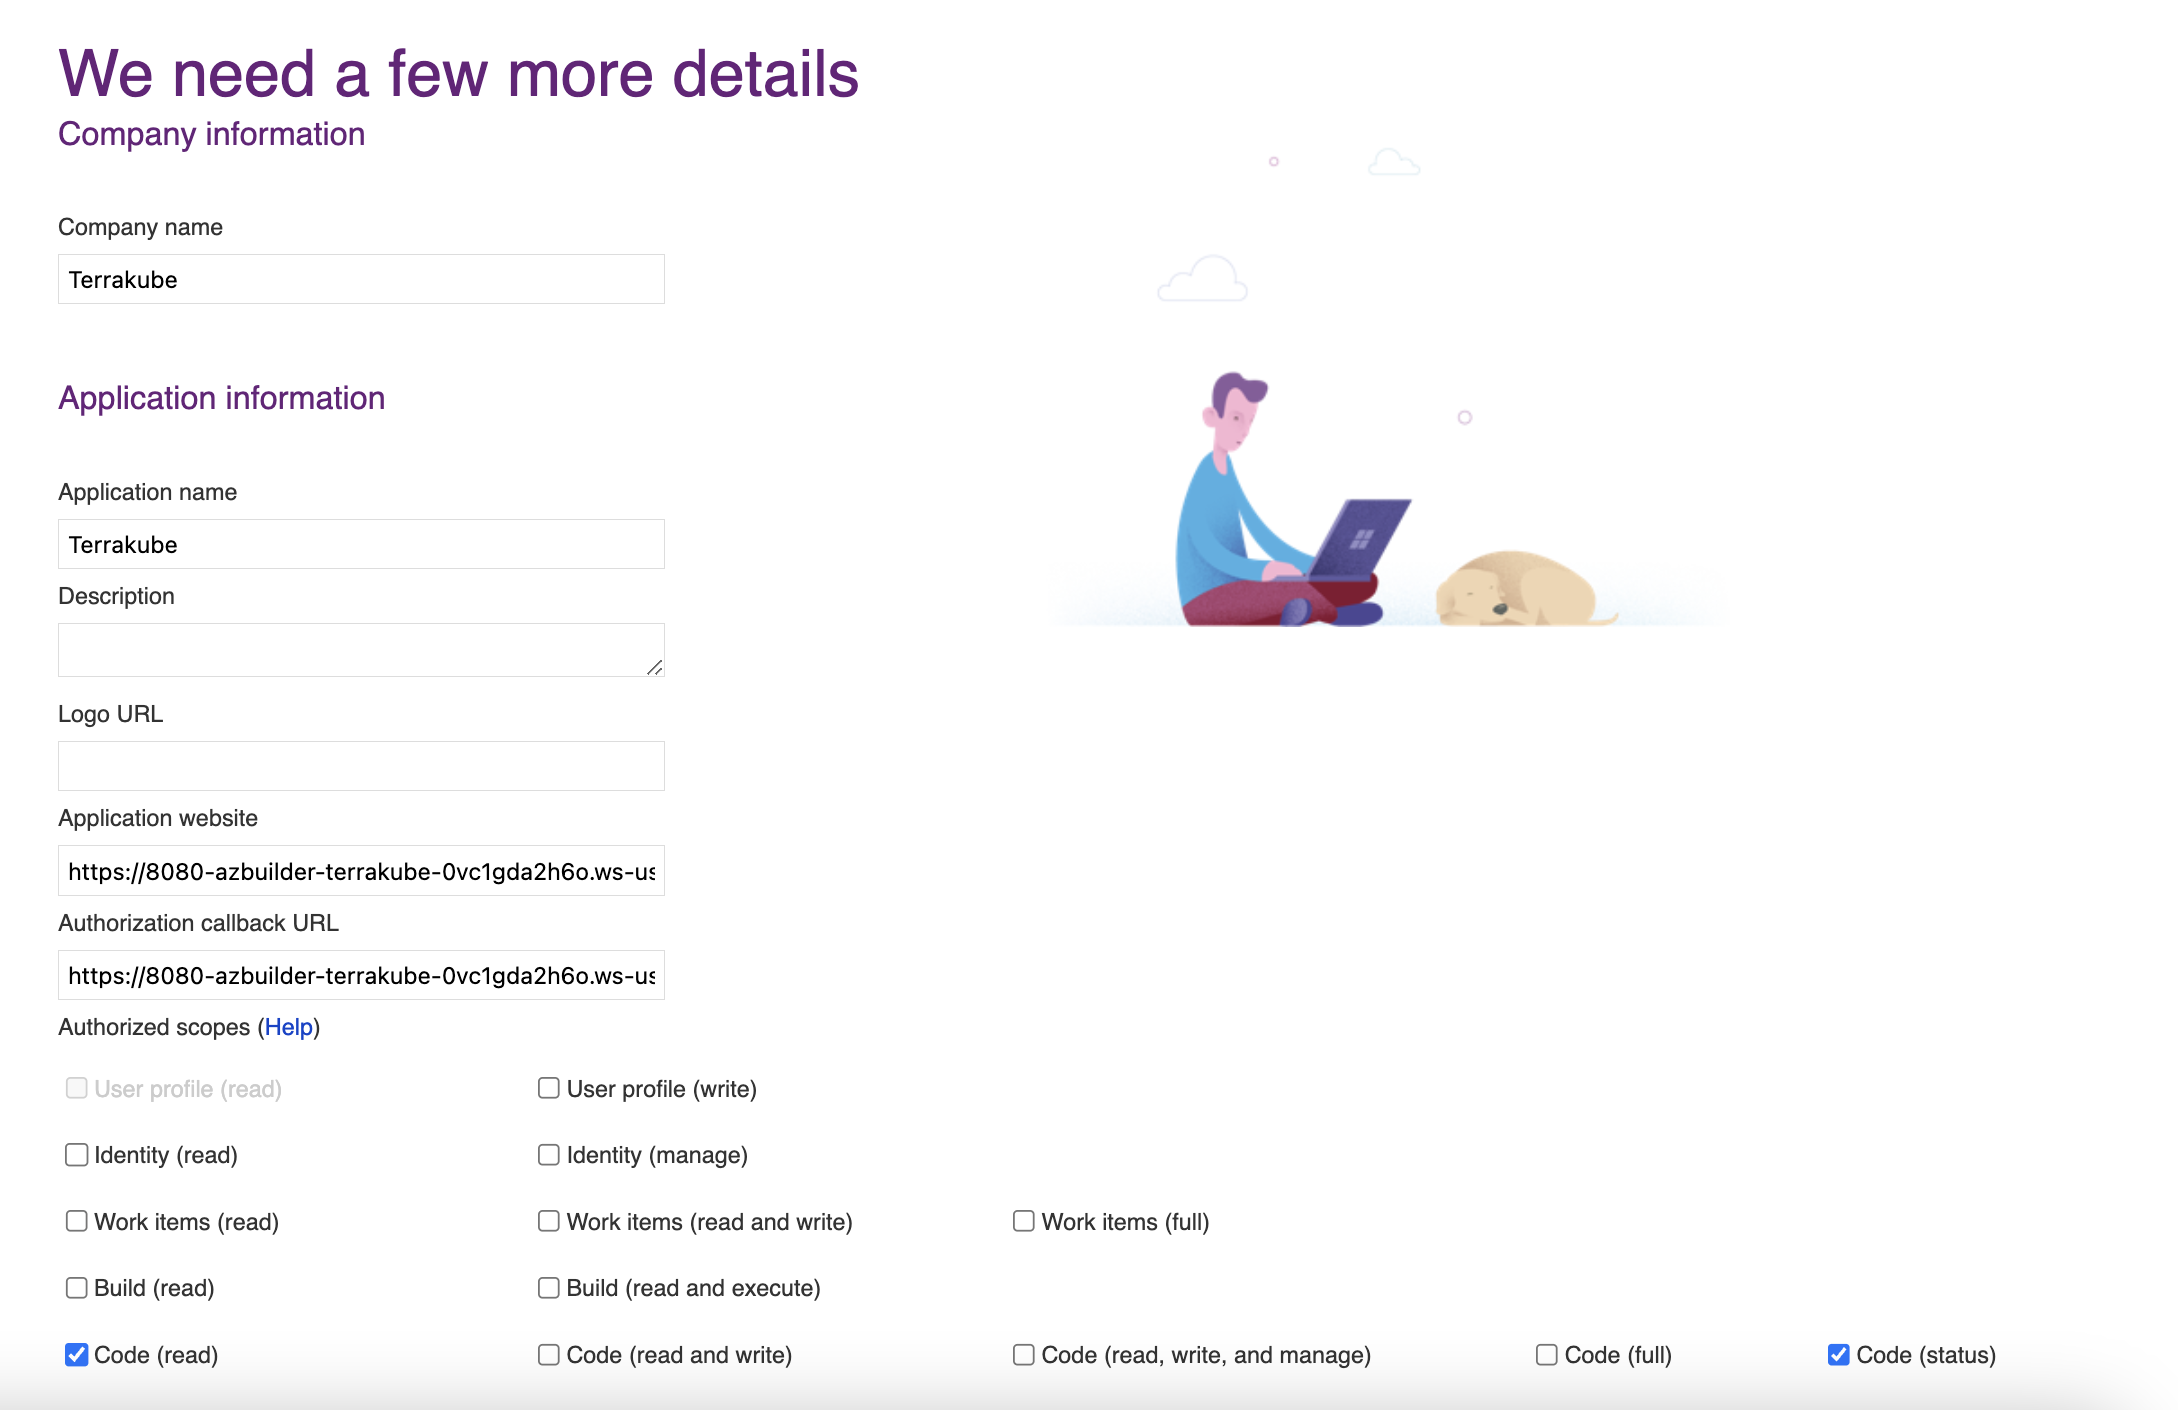 We need a few more details
Company information
Company name
Terrakube
Application information
Application name
Terrakube
Description
Logo URL
Application website
https://8080-azbuilder-terrakube-0vc1gda2h6o.ws-us
Authorization callback URL
https://8080-azbuilder-terrakube-0vc1gda2h6o.ws-us
Authorized scopes (Help)
User profile (read) User profile (write)
Identity (read) Identity (manage)
Work items (read) Work items (read and write) Work items (full)
Build (read) Build (read and execute)
Code (read) Code (read and write) Code (read, write, and manage) Code (full) Code (status)